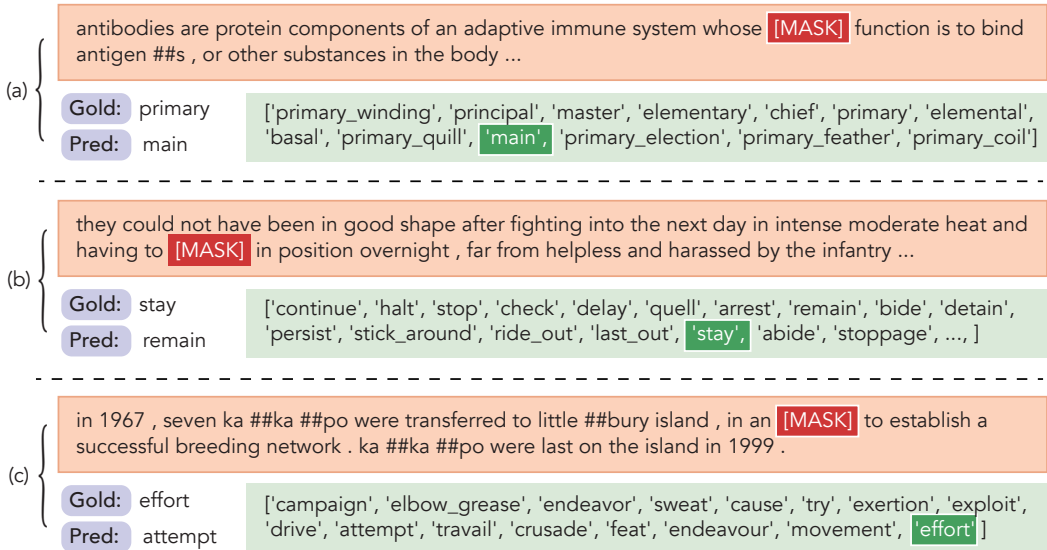 antibodies are protein components of an adaptive immune system whose [MASK] function is to bind
antigen ##s , or other substances in the body ...
(a)
Gold: primary
Pred: main
['primary_winding', 'principal', 'master', 'elementary', 'chief', 'primary', 'elemental',
'basal', 'primary_quill', 'main', 'primary_election', 'primary_feather', 'primary_coil']
they could not have been in good shape after fighting into the next day in intense moderate heat and
having to [MASK] in position overnight , far from helpless and harassed by the infantry ...
(b)
Gold: stay
Pred: remain
['continue', 'halt', 'stop', 'check', 'delay', 'quell', 'arrest', 'remain', 'bide', 'detain',
'persist', 'stick_around', 'ride_out', 'last_out', 'stay', 'abide', 'stoppage', ..., ]
in 1967 , seven ka ##ka ##po were transferred to little ##bury island , in an [MASK] to establish a
successful breeding network . ka ##ka ##po were last on the island in 1999 .
(c)
Gold: effort
Pred: attempt
['campaign', 'elbow_grease', 'endeavor', 'sweat', 'cause', 'try', 'exertion', 'exploit',
'drive', 'attempt', 'travail', 'crusade', 'feat', 'endeavour', 'movement', 'effort' ]